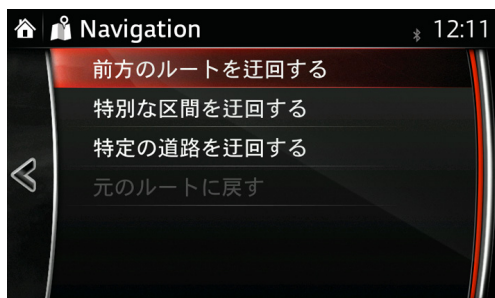 Navigation 12:11
前方のルートを迂回する
特別な区間を迂回する
特定の道路を迂回する
元のルートに戻す